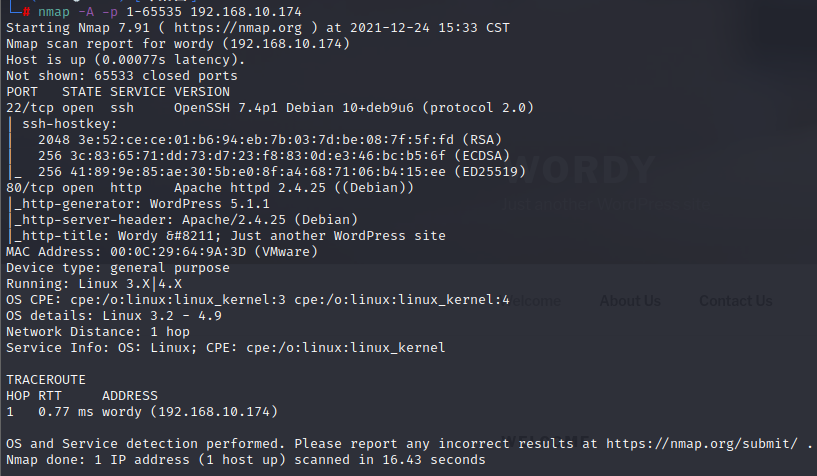 └─# nmap -A -p 1-65535 192.168.10.174
Starting Nmap 7.91 ( https://nmap.org ) at 2021-12-24 15:33 CST
Nmap scan report for wordy (192.168.10.174)
Host is up (0.00077s latency).
Not shown: 65533 closed ports
PORT   STATE SERVICE VERSION
22/tcp open  ssh     OpenSSH 7.4p1 Debian 10+deb9u6 (protocol 2.0)
| ssh-hostkey:
|   2048 3e:52:ce:ce:01:b6:94:eb:7b:03:7d:be:08:7f:5f:fd (RSA)
|   256 3c:83:65:71:dd:73:d7:23:f8:83:0d:e3:46:bc:b5:6f (ECDSA)
|_  256 41:89:9e:85:ae:30:5b:e0:8f:a4:68:71:06:b4:15:ee (ED25519)
80/tcp open  http    Apache httpd 2.4.25 ((Debian))
|_http-generator: WordPress 5.1.1
|_http-server-header: Apache/2.4.25 (Debian)
|_http-title: Wordy &#8211; Just another WordPress site
MAC Address: 00:0C:29:64:9A:3D (VMware)
Device type: general purpose
Running: Linux 3.X|4.X
OS CPE: cpe:/o:linux:linux_kernel:3 cpe:/o:linux:linux_kernel:4
OS details: Linux 3.2 - 4.9
Network Distance: 1 hop
Service Info: OS: Linux; CPE: cpe:/o:linux:linux_kernel
TRACEROUTE
HOP RTT     ADDRESS
1   0.77 ms wordy (192.168.10.174)
OS and Service detection performed. Please report any incorrect results at https://nmap.org/submit/ .
Nmap done: 1 IP address (1 host up) scanned in 16.43 seconds
WORDY
Welcome About Us Contact Us